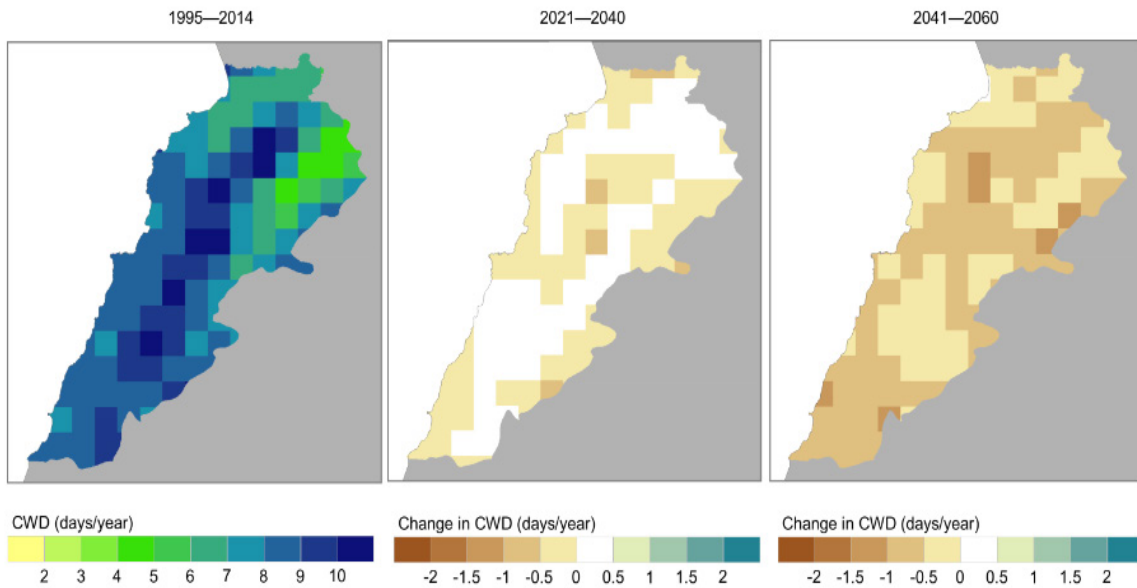 1995—2014
2021—2040
2041—2060
CWD (days/year)
2 3 4 5 6 7 8 9 10
Change in CWD (days/year)
-2 -1.5 -1 -0.5 0 0.5 1 1.5 2
Change in CWD (days/year)
-2 -1.5 -1 -0.5 0 0.5 1 1.5 2